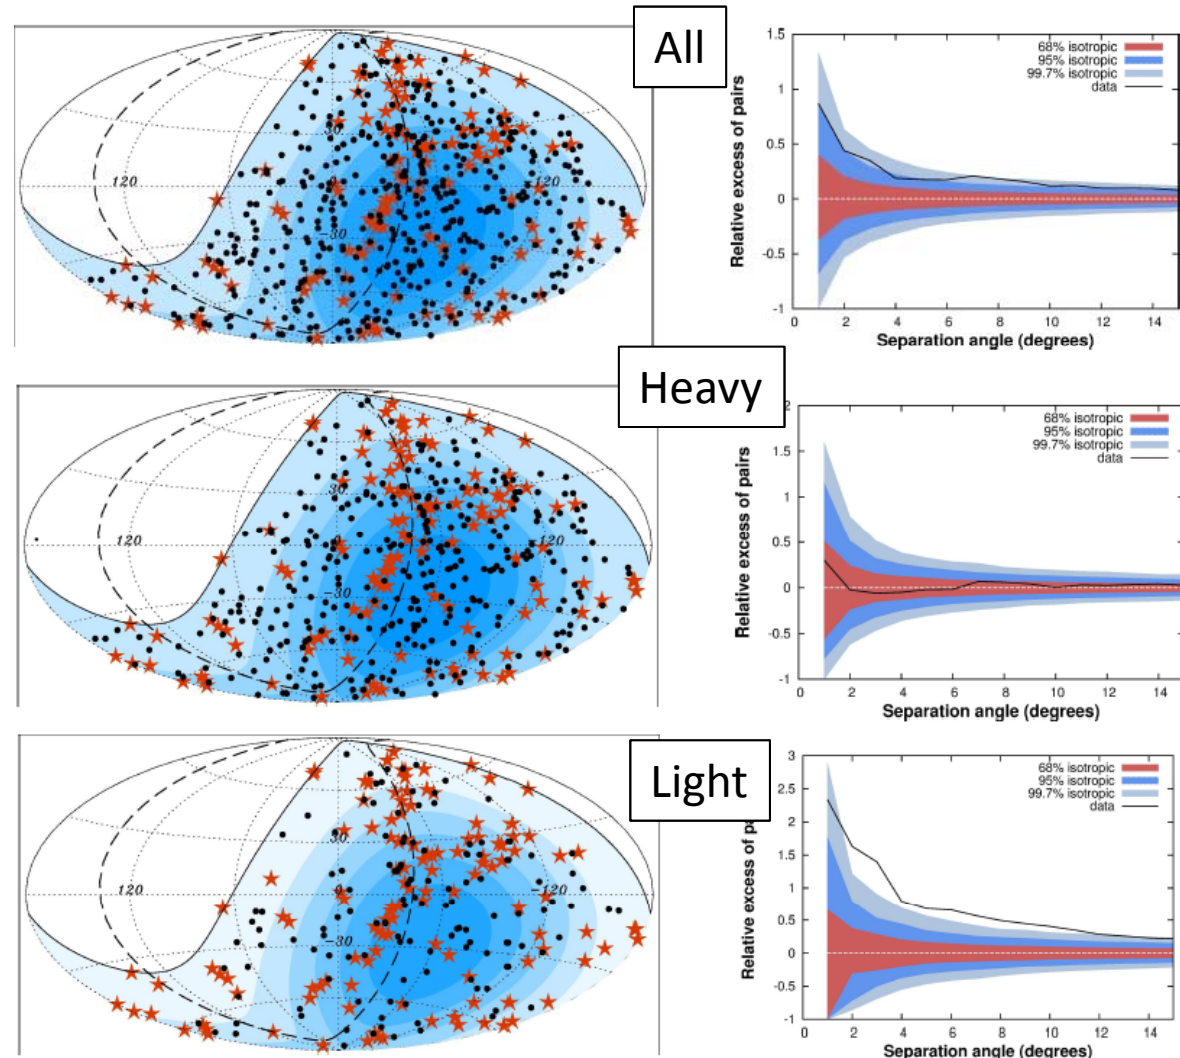 All
120
30
0
-30
-120
1.5
1
0.5
0
-0.5
-1
Relative excess of pairs
68% isotropic
95% isotropic
99.7% isotropic
data
0 2 4 6 8 10 12 14
Separation angle (degrees)
Heavy
120
30
0
-30
-120
2
1.5
1
0.5
0
-0.5
-1
Relative excess of pairs
68% isotropic
95% isotropic
99.7% isotropic
data
0 2 4 6 8 10 12 14
Separation angle (degrees)
Light
120
30
0
-30
-120
3
2.5
2
1.5
1
0.5
0
-0.5
-1
Relative excess of
68% isotropic
95% isotropic
99.7% isotropic
data
0 2 4 6 8 10 12 14
Separation angle (degrees)